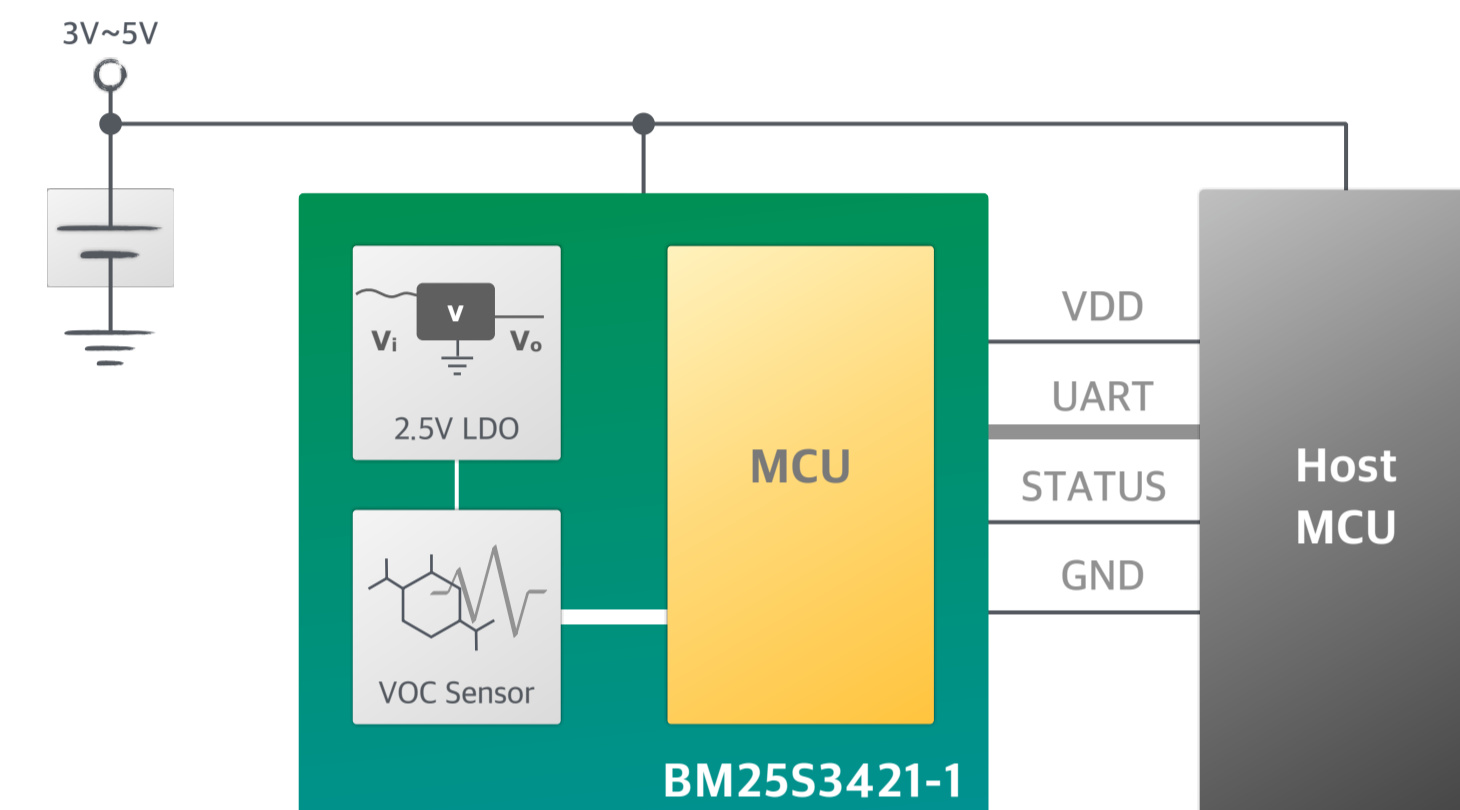 3V~5V
V
Vi
Vo
2.5V LDO
VOC Sensor
MCU
BM25S3421-1
VDD
UART
STATUS
GND
Host
MCU